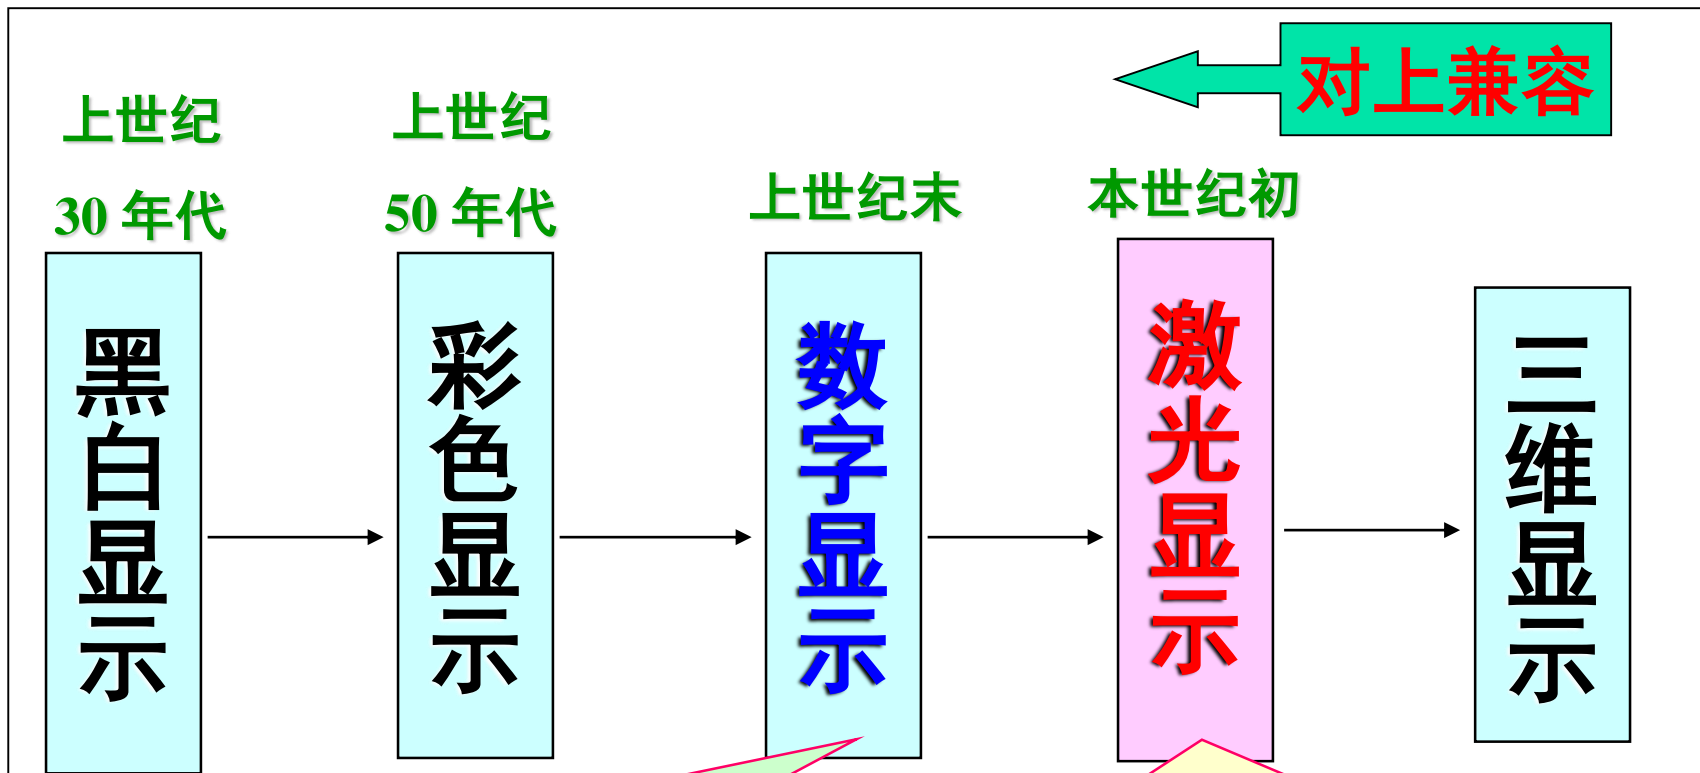 对上兼容
上世纪
30 年代
上世纪
50 年代
上世纪末
本世纪初
黑白显示
彩色显示
数字显示
激光显示
三维显示